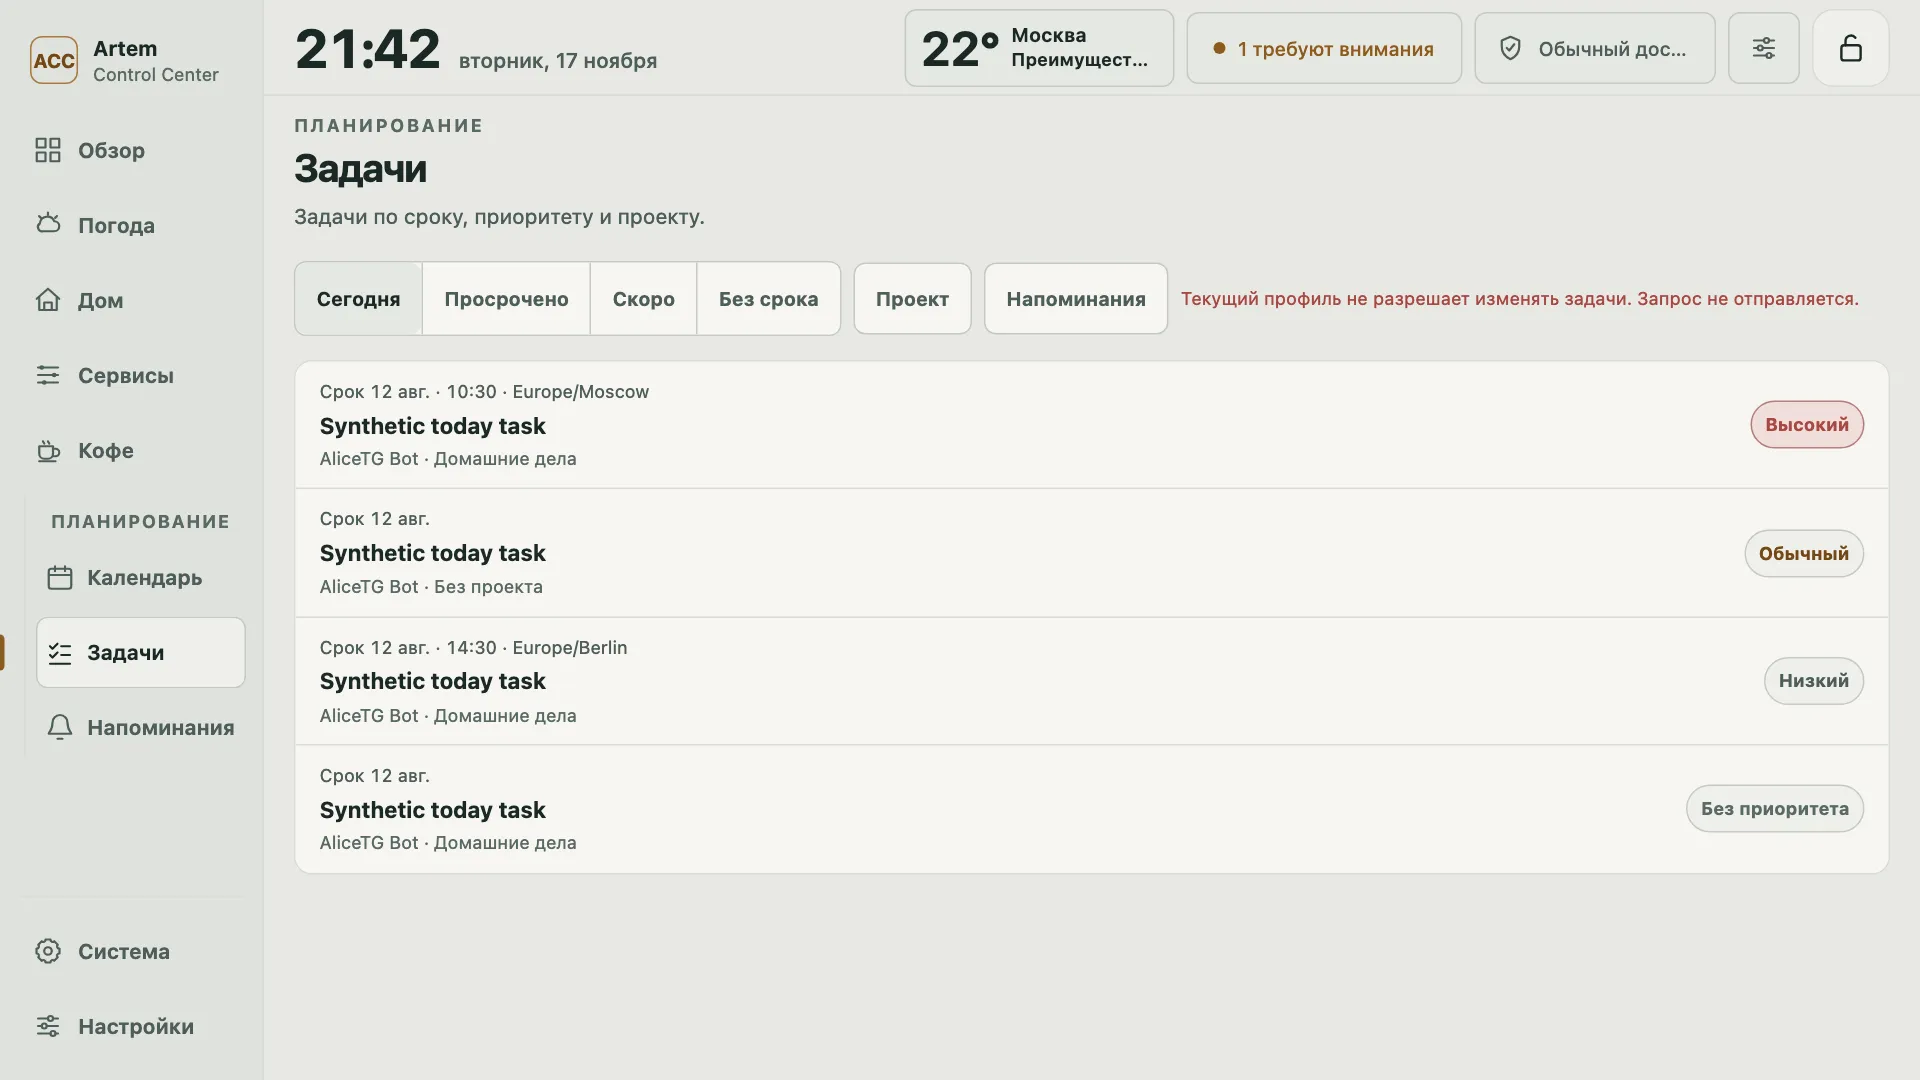 ACC
Artem
Control Center
Обзор
Погода
Дом
Сервисы
Кофе
ПЛАНИРОВАНИЕ
Календарь
Задачи
Напоминания
Система
Настройки
21:42
вторник, 17 ноября
22°
Москва
Преимущест...
1 требуют внимания
Обычный дос...
ПЛАНИРОВАНИЕ
Задачи
Задачи по сроку, приоритету и проекту.
Сегодня
Просрочено
Скоро
Без срока
Проект
Напоминания
Текущий профиль не разрешает изменять задачи. Запрос не отправляется.
Срок 12 авг. · 10:30 · Europe/Moscow
Synthetic today task
AliceTG Bot · Домашние дела
Высокий
Срок 12 авг.
Synthetic today task
AliceTG Bot · Без проекта
Обычный
Срок 12 авг. · 14:30 · Europe/Berlin
Synthetic today task
AliceTG Bot · Домашние дела
Низкий
Срок 12 авг.
Synthetic today task
AliceTG Bot · Домашние дела
Без приоритета